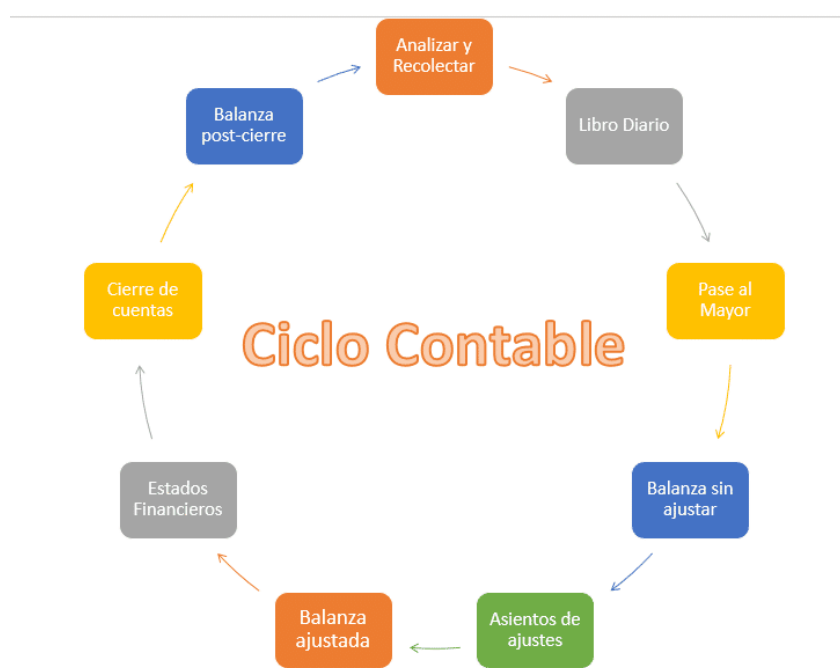 Analizar y
Recolectar
Libro Diario
Pase al
Mayor
Balanza sin
ajustar
Asientos de
ajustes
Balanza
ajustada
Estados
Financieros
Cierre de
cuentas
Balanza
post-cierre
Ciclo Contable